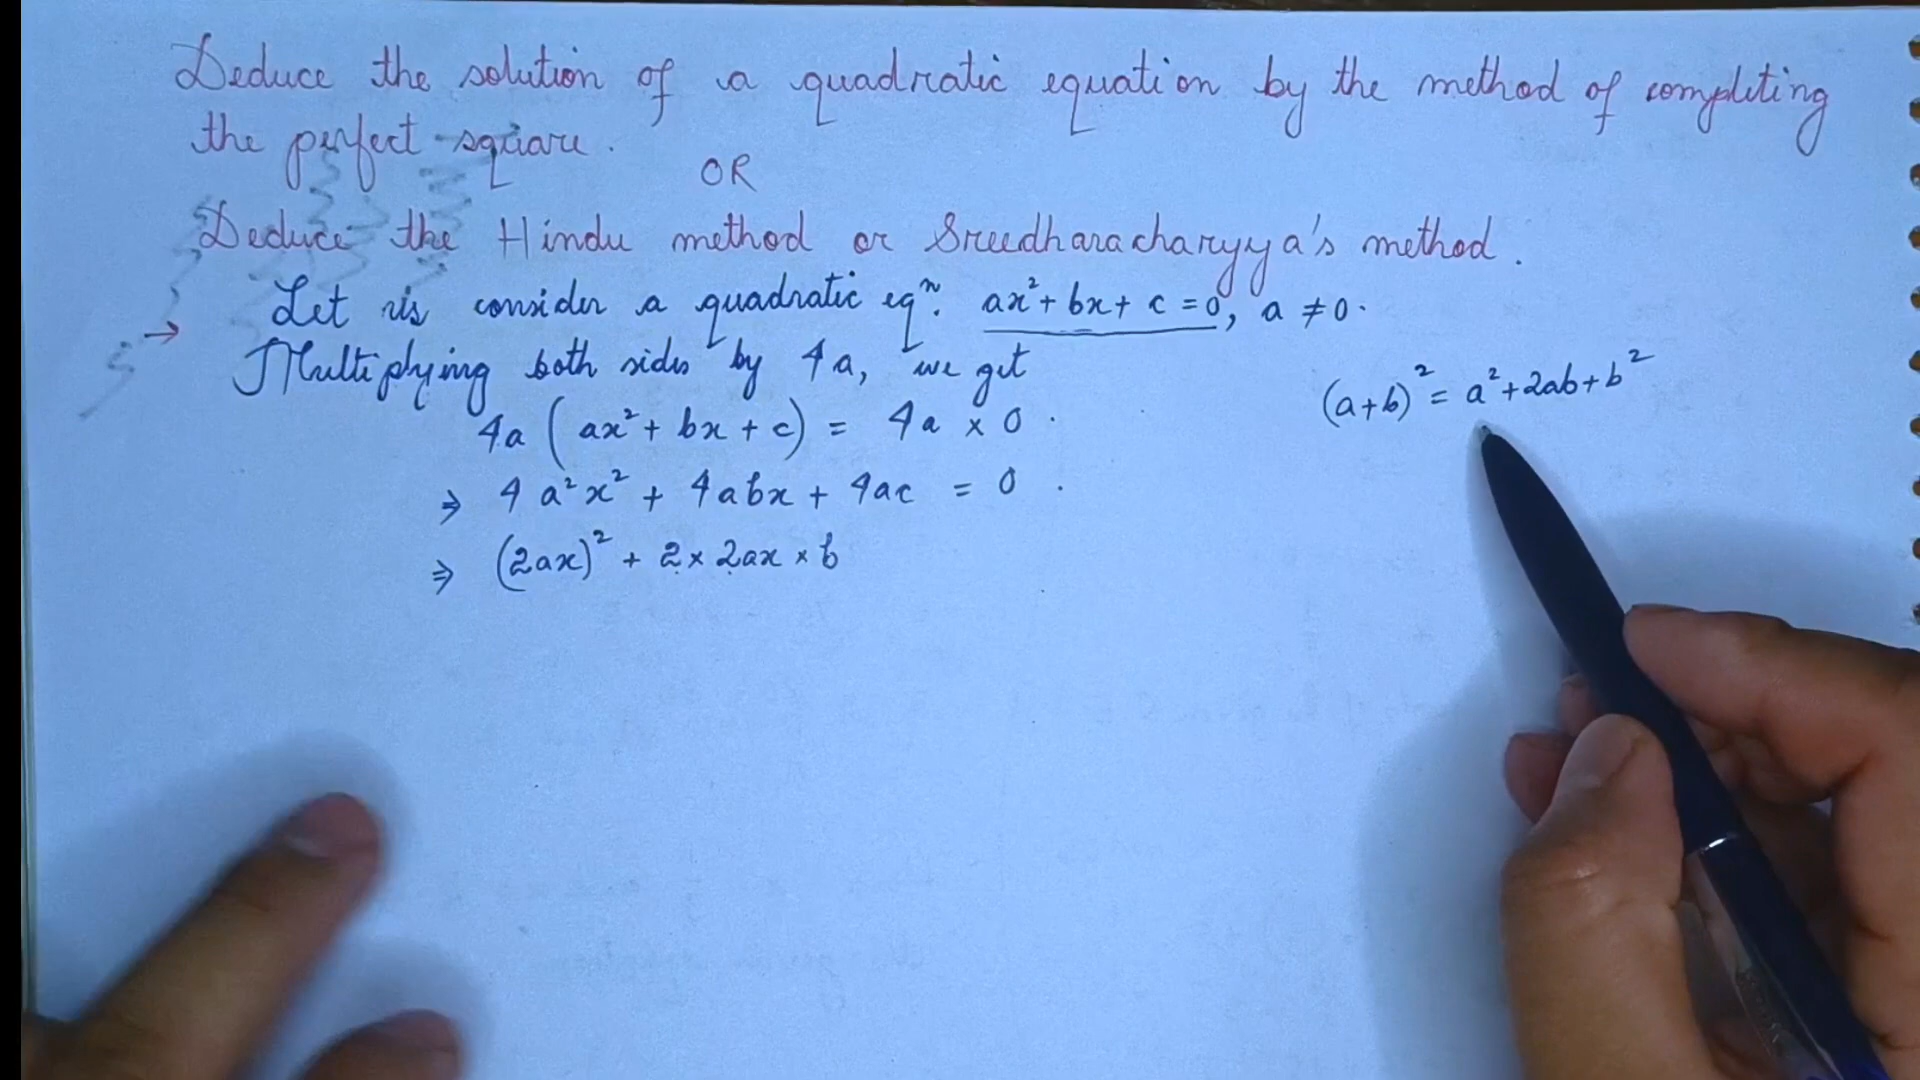 Deduce the solution of a quadratic equation by the method of completing
the perfect square.
OR
Deduce the Hindu method or Sreedharacharyya's method.
→ Let us consider a quadratic eqⁿ. ax² + bx + c = 0, a ≠ 0.
Multiplying both sides by 4a, we get
4a (ax² + bx + c) = 4a × 0.
(a+b)² = a² + 2ab + b²
⇒ 4a²x² + 4abx + 4ac = 0.
⇒ (2ax)² + 2 × 2ax × b